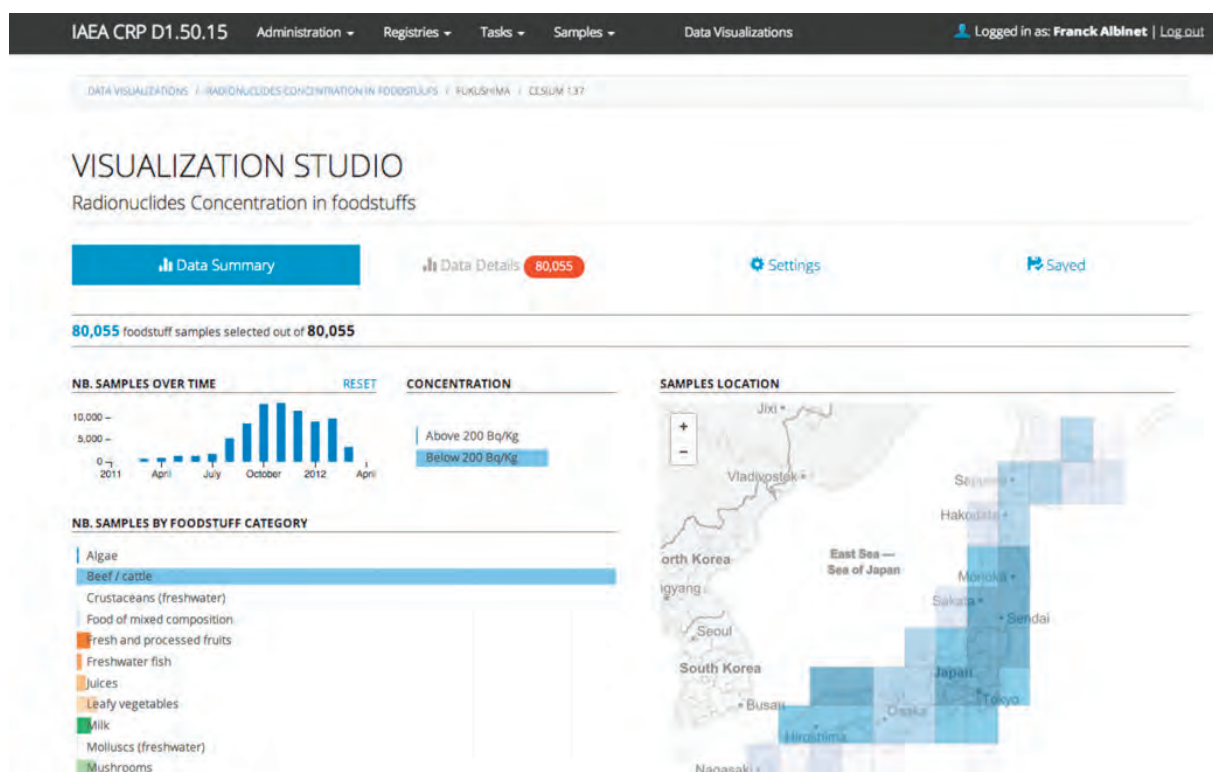 IAEA CRP D1.50.15 Administration Registries Tasks Samples Data Visualizations Logged in as: Franck Albinet | Log out
DATA VISUALIZATIONS / RADIONUCLIDES CONCENTRATION IN FOODSTUFFS / FUKUSHIMA / CESIUM 137
VISUALIZATION STUDIO
Radionuclides Concentration in foodstuffs
Data Summary Data Details 80,055 Settings Saved
80,055 foodstuff samples selected out of 80,055
NB. SAMPLES OVER TIME RESET
10,000
5,000
0
2011 April July October 2012 April
CONCENTRATION
Above 200 Bq/Kg
Below 200 Bq/Kg
NB. SAMPLES BY FOODSTUFF CATEGORY
Algae
Beef / cattle
Crustaceans (freshwater)
Food of mixed composition
Fresh and processed fruits
Freshwater fish
Juices
Leafy vegetables
Milk
Molluscs (freshwater)
Mushrooms
SAMPLES LOCATION
+
−
Jixi
Vladivostok
Sapporo
Hakodate
orth Korea
East Sea —
Sea of Japan
Morioka
gyang
Sakata
Sendai
Seoul
South Korea
Japan
Busan
Tokyo
Osaka
Hiroshima
Nagasaki